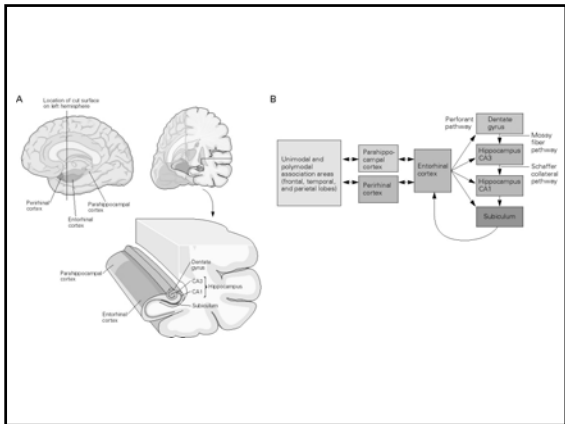 A
Location of cut surface
on left hemisphere
Perirhinal
cortex
Entorhinal
cortex
Parahippocampal
cortex
Parahippocampal
cortex
Entorhinal
cortex
Dentate
gyrus
CA3
CA1
Hippocampus
Subiculum
B
Unimodal and
polymodal
association areas
(frontal, temporal,
and parietal lobes)
Parahippo-
campal cortex
Perirhinal cortex
Entorhinal
cortex
Perforant
pathway
Dentate
gyrus
Mossy
fiber
pathway
Hippocampus
CA3
Schaffer
collateral
pathway
Hippocampus
CA1
Subiculum